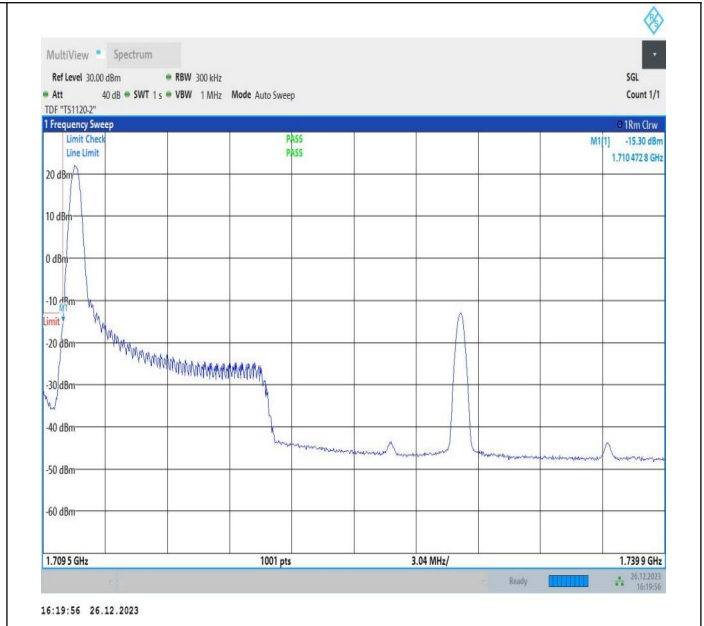 MultiView Spectrum
Ref Level 30.00 dBm RBW 300 kHz SGL
Att 40 dB SWT 1 s VBW 1 MHz Mode Auto Sweep Count 1/1
TDF "TS1120-2"
1 Frequency Sweep 1Rm Clrw
Limit Check PASS M1[1] -15.30 dBm
Line Limit PASS 1.710 472 8 GHz
20 dBm
10 dBm
0 dBm
-10 dBm
M1
Limit
-20 dBm
-30 dBm
-40 dBm
-50 dBm
-60 dBm
1.709 5 GHz 1001 pts 3.04 MHz/ 1.739 9 GHz
Ready 26.12.2023
16:19:56
16:19:56 26.12.2023